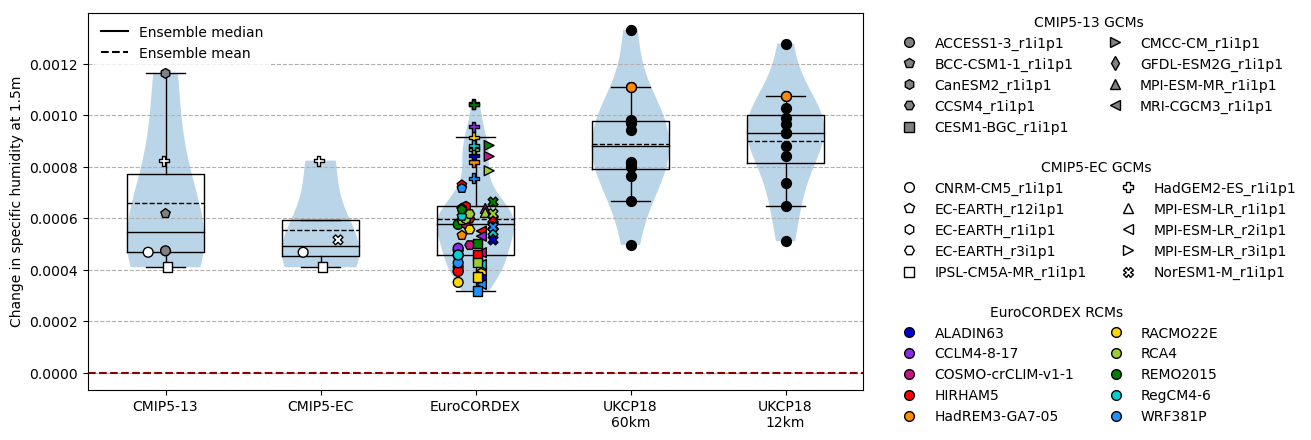 Change in specific humidity at 1.5m
Ensemble median
Ensemble mean
0.0012
0.0010
0.0008
0.0006
0.0004
0.0002
0.0000
CMIP5-13
CMIP5-EC
EuroCORDEX
UKCP18
60km
UKCP18
12km
CMIP5-13 GCMs
ACCESS1-3_r1i1p1
BCC-CSM1-1_r1i1p1
CanESM2_r1i1p1
CCSM4_r1i1p1
CESM1-BGC_r1i1p1
CMCC-CM_r1i1p1
GFDL-ESM2G_r1i1p1
MPI-ESM-MR_r1i1p1
MRI-CGCM3_r1i1p1
CMIP5-EC GCMs
CNRM-CM5_r1i1p1
EC-EARTH_r12i1p1
EC-EARTH_r1i1p1
EC-EARTH_r3i1p1
IPSL-CM5A-MR_r1i1p1
HadGEM2-ES_r1i1p1
MPI-ESM-LR_r1i1p1
MPI-ESM-LR_r2i1p1
MPI-ESM-LR_r3i1p1
NorESM1-M_r1i1p1
EuroCORDEX RCMs
ALADIN63
CCLM4-8-17
COSMO-crCLIM-v1-1
HIRHAM5
HadREM3-GA7-05
RACMO22E
RCA4
REMO2015
RegCM4-6
WRF381P